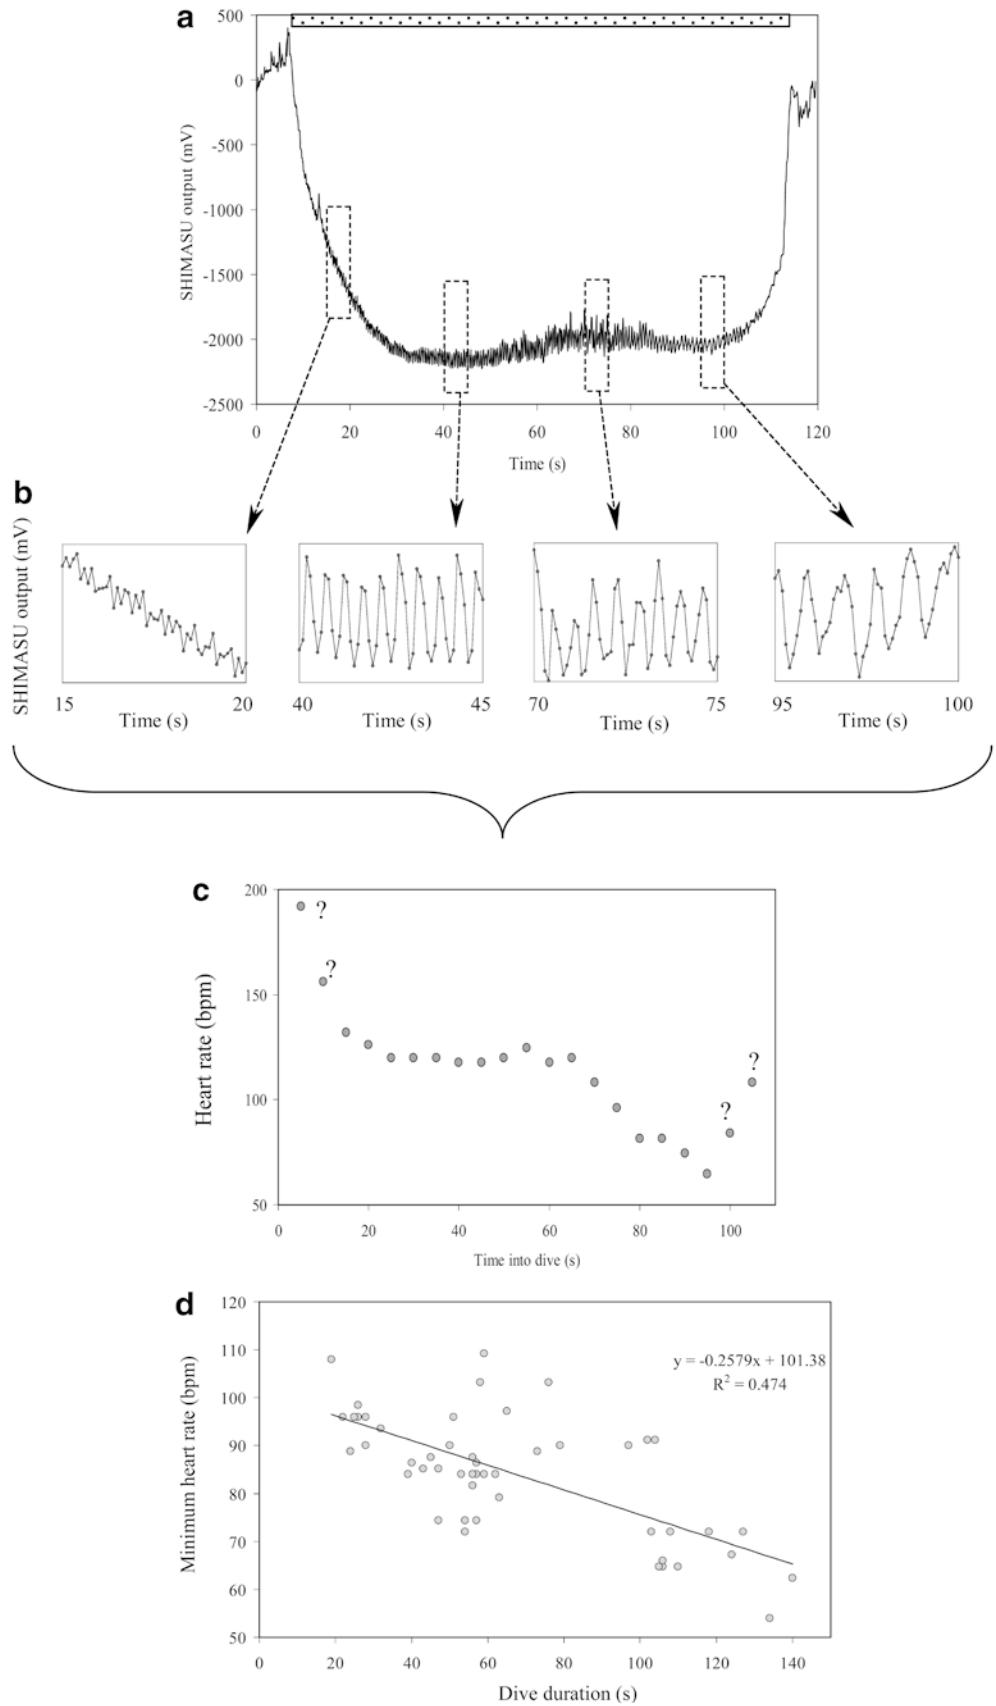 a
500
0
-500
-1000
-1500
-2000
-2500
SHIMASU output (mV)
0 20 40 60 80 100 120
Time (s)
b
SHIMASU output (mV)
15 20
Time (s)
40 45
Time (s)
70 75
Time (s)
95 100
Time (s)
c
200
150
100
50
Heart rate (bpm)
?
?
?
?
0 20 40 60 80 100
Time into dive (s)
d
120
110
100
90
80
70
60
50
Minimum heart rate (bpm)
y = -0.2579x + 101.38
R² = 0.474
0 20 40 60 80 100 120 140
Dive duration (s)